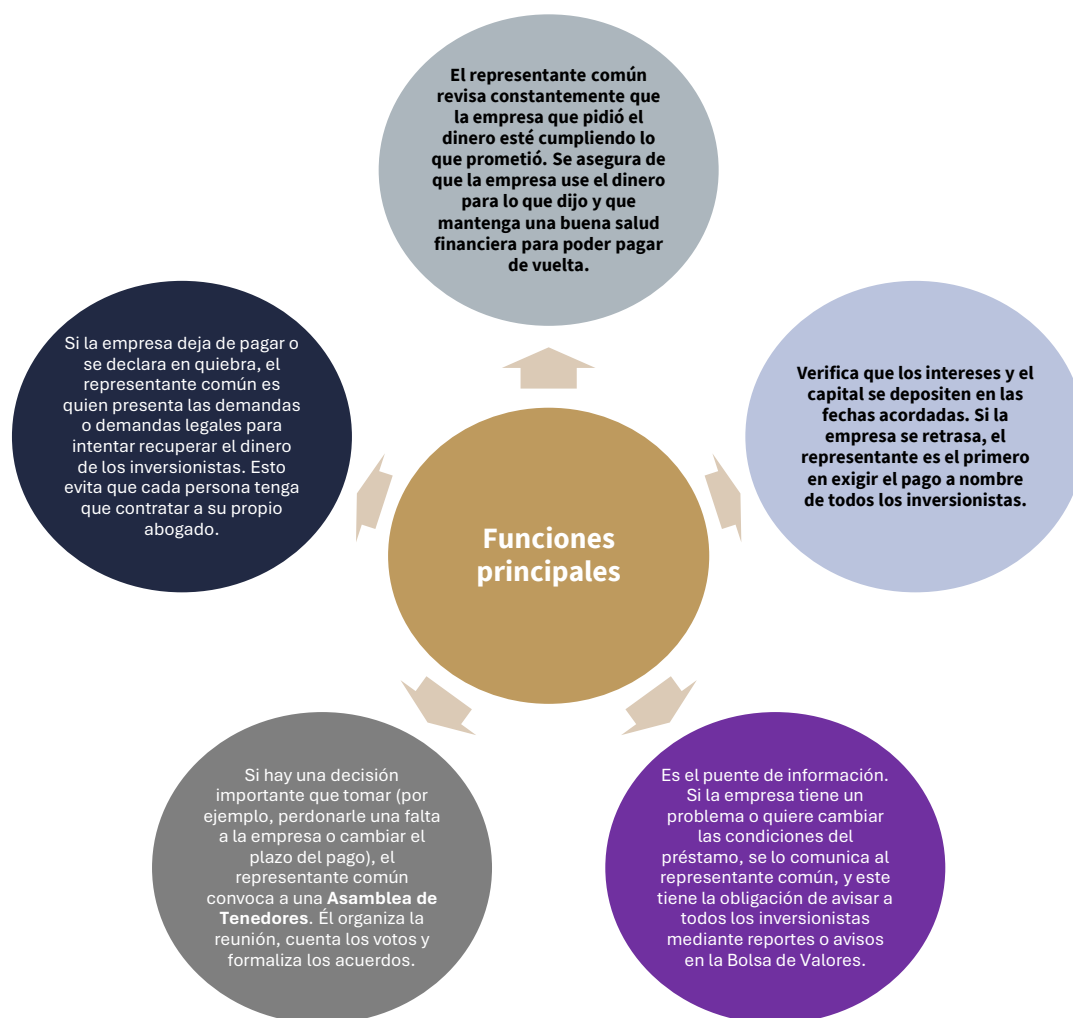 El representante común
revisa constantemente que
la empresa que pidió el
dinero esté cumpliendo lo
que prometió. Se asegura de
que la empresa use el dinero
para lo que dijo y que
mantenga una buena salud
financiera para poder pagar
de vuelta.
Verifica que los intereses y el
capital se depositen en las
fechas acordadas. Si la
empresa se retrasa, el
representante es el primero
en exigir el pago a nombre
de todos los inversionistas.
Es el puente de información.
Si la empresa tiene un
problema o quiere cambiar
las condiciones del
préstamo, se lo comunica al
representante común, y este
tiene la obligación de avisar a
todos los inversionistas
mediante reportes o avisos
en la Bolsa de Valores.
Si hay una decisión
importante que tomar (por
ejemplo, perdonarle una falta
a la empresa o cambiar el
plazo del pago), el
representante común
convoca a una Asamblea de
Tenedores. Él organiza la
reunión, cuenta los votos y
formaliza los acuerdos.
Si la empresa deja de pagar o
se declara en quiebra, el
representante común es
quien presenta las demandas
o demandas legales para
intentar recuperar el dinero
de los inversionistas. Esto
evita que cada persona tenga
que contratar a su propio
abogado.
Funciones
principales